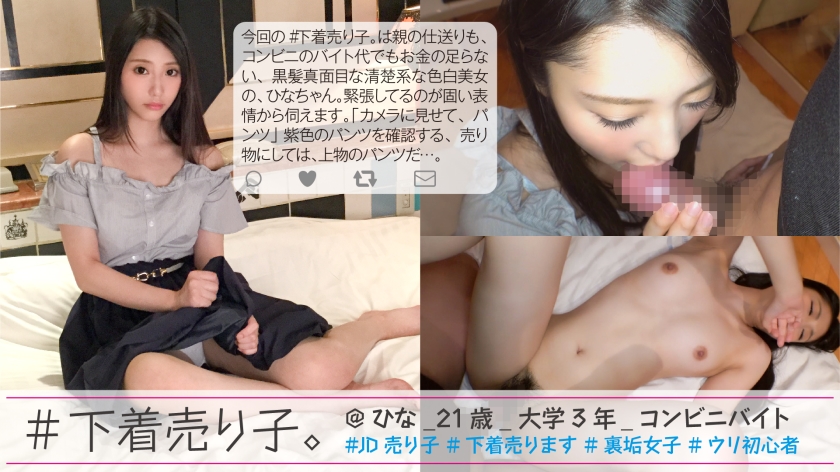 今回の #下着売り子。は親の仕送りも、
コンビニのバイト代でもお金の足らな
い、 黒髪真面目な清楚系な色白美女
の、ひなちゃん。緊張してるのが固い表
情から伺えます。「カメラに見せて、パ
ンツ」 紫色のパンツを確認する、 売り
物にしては、上物のパンツだ…。
#下着売り子。
@ひな_21歳_大学3年_コンビニバイト
#JD売り子 #下着売ります #裏垢女子 #ウリ初心者